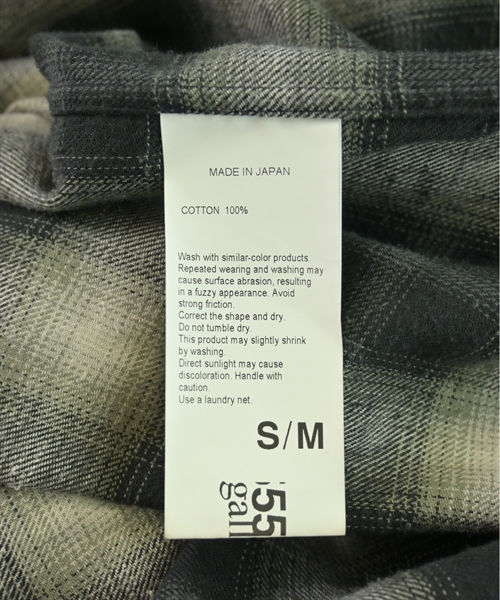 MADE IN JAPAN
COTTON 100%
Wash with similar-color products.
Repeated wearing and washing may
cause surface abrasion, resulting
in a fuzzy appearance. Avoid
strong friction.
Correct the shape and dry.
Do not tumble dry.
This product may slightly shrink
by washing.
Direct sunlight may cause
discoloration. Handle with
caution.
Use a laundry net.
S/M
55
gall